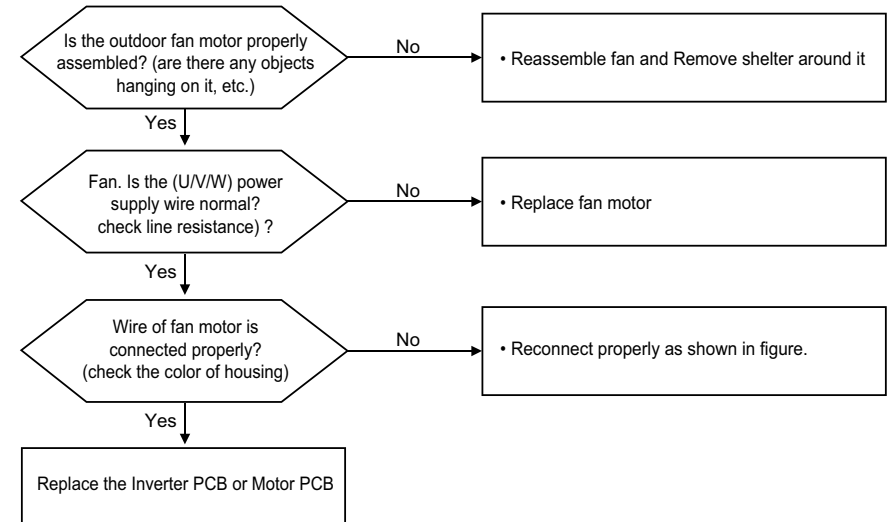 Is the outdoor fan motor properly
assembled? (are there any objects
hanging on it, etc.)
No
• Reassemble fan and Remove shelter around it
Yes
Fan. Is the (U/V/W) power
supply wire normal?
check line resistance) ?
No
• Replace fan motor
Yes
Wire of fan motor is
connected properly?
(check the color of housing)
No
• Reconnect properly as shown in figure.
Yes
Replace the Inverter PCB or Motor PCB